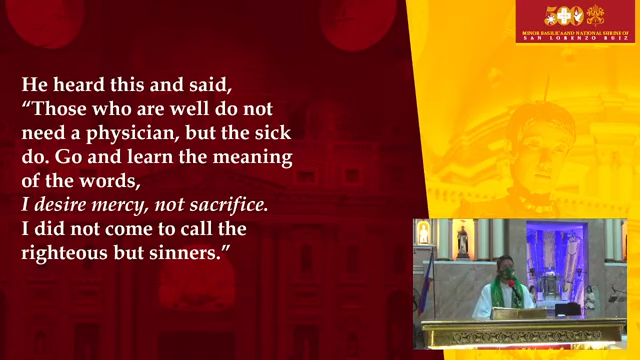 500
MINOR BASILICA AND NATIONAL SHRINE OF
SAN LORENZO RUIZ
He heard this and said,
“Those who are well do not
need a physician, but the sick
do. Go and learn the meaning
of the words,
I desire mercy, not sacrifice.
I did not come to call the
righteous but sinners.”